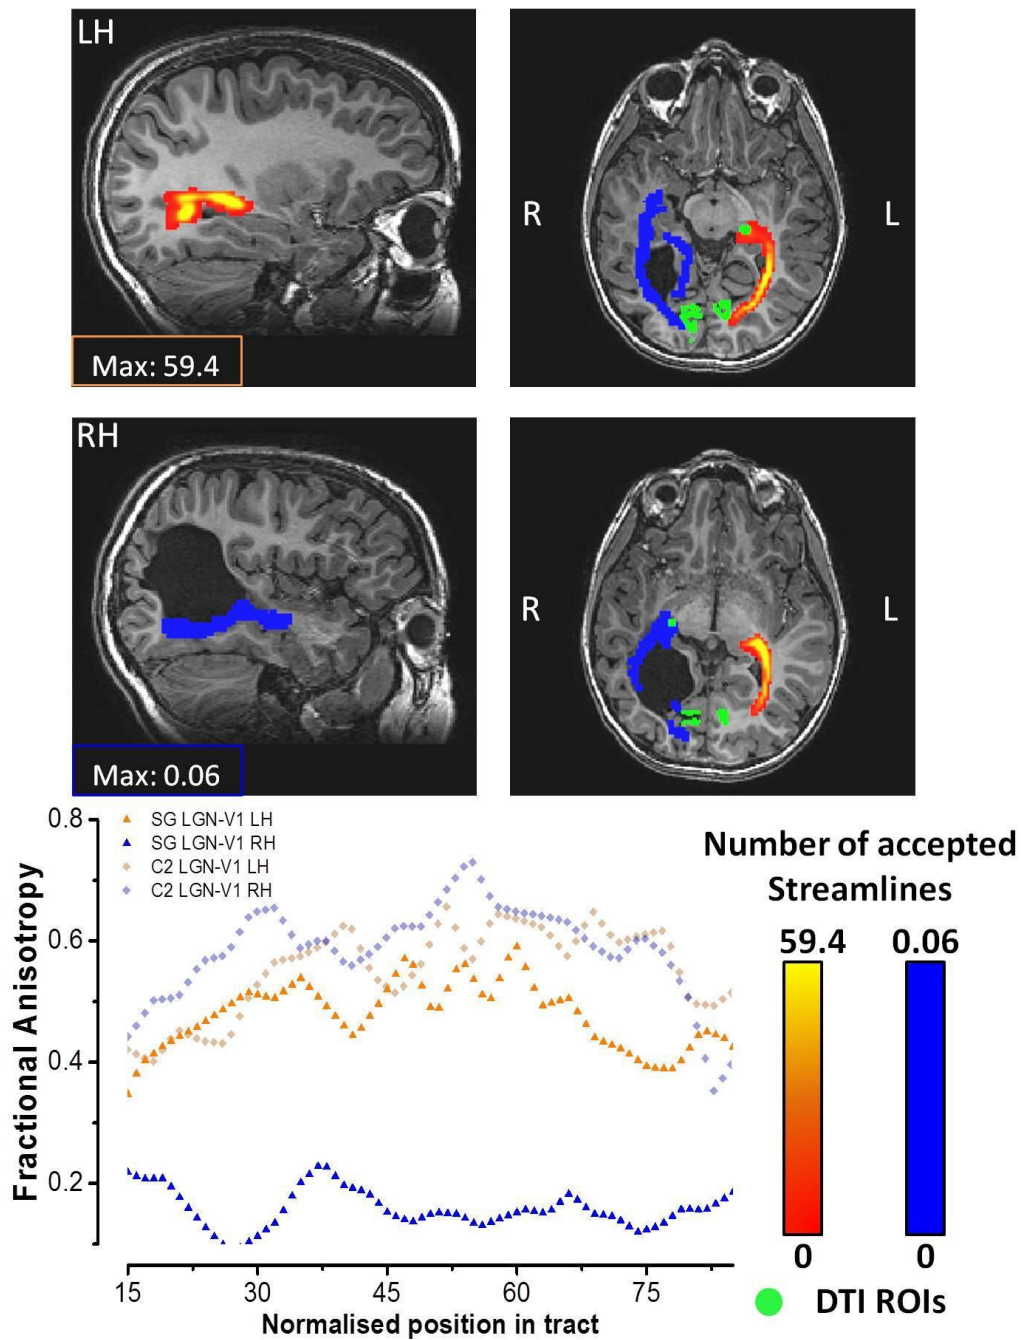 LH
R
L
Max: 59.4
RH
R
L
Max: 0.06
SG LGN-V1 LH
SG LGN-V1 RH
C2 LGN-V1 LH
C2 LGN-V1 RH
0.8
0.6
0.4
0.2
Fractional Anisotropy
15
30
45
60
75
Normalised position in tract
Number of accepted
Streamlines
59.4
0.06
0
0
DTI ROIs